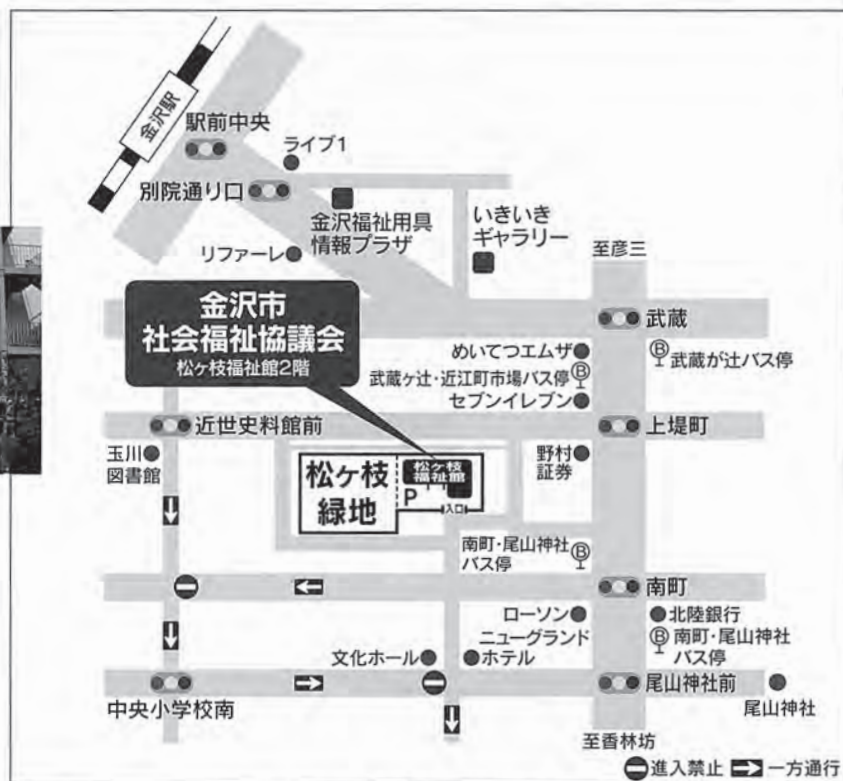 金沢駅
駅前中央
ライブ1
別院通り口
金沢福祉用具
情報プラザ
いきいき
ギャラリー
リファーレ
至彦三
金沢市
社会福祉協議会
松ヶ枝福祉館2階
武蔵
めいてつエムザ
B
武蔵が辻バス停
武蔵ヶ辻・近江町市場バス停
B
セブンイレブン
近世史料館前
上堤町
玉川
図書館
松ヶ枝
緑地
松ヶ枝
福祉館
P
入口
野村
証券
南町・尾山神社
バス停
B
南町
ローソン
北陸銀行
ニューグランド
ホテル
B
南町・尾山神社
バス停
文化ホール
中央小学校南
尾山神社前
尾山神社
至香林坊
進入禁止 一方通行